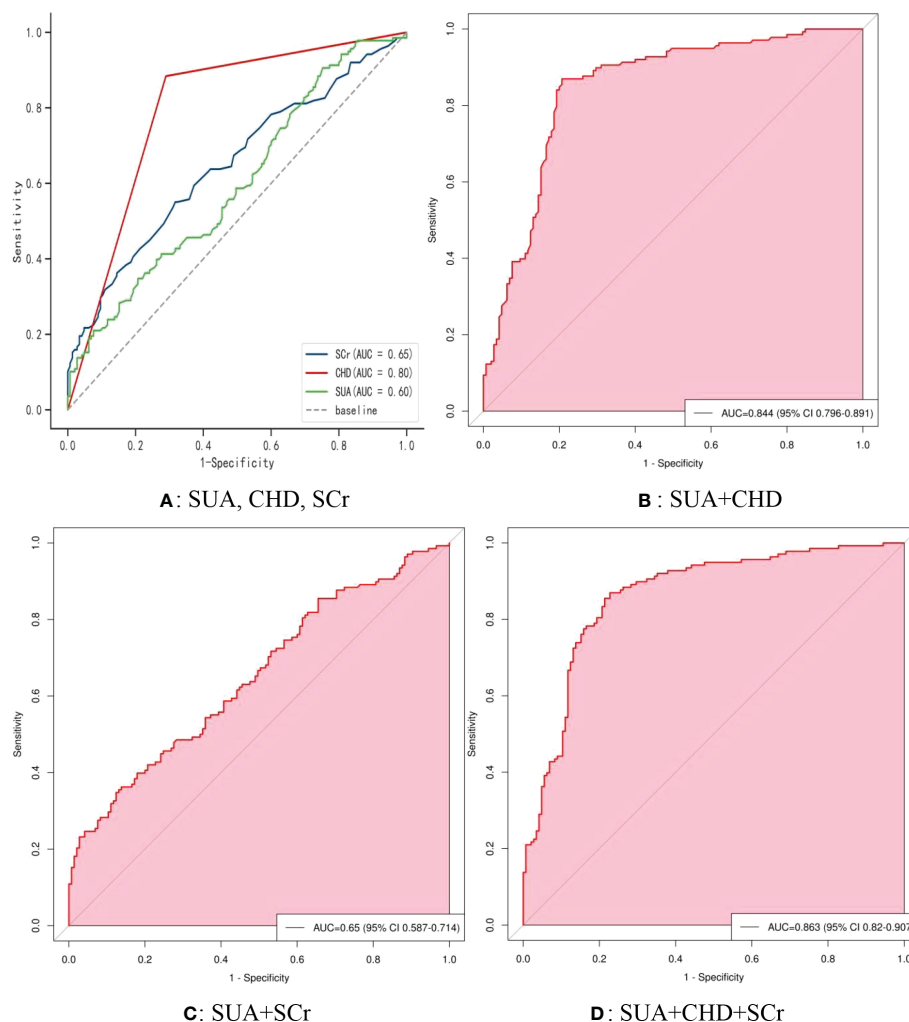 1.0
0.8
0.6
0.4
0.2
0.0
Sensitivity
0.0 0.2 0.4 0.6 0.8 1.0
1-Specificity
SCr(AUC = 0.65)
CHD(AUC = 0.80)
SUA(AUC = 0.60)
baseline
A: SUA, CHD, SCr
1.0
0.8
0.6
0.4
0.2
0.0
Sensitivity
AUC=0.844 (95% CI 0.796-0.891)
0.0 0.2 0.4 0.6 0.8 1.0
1 - Specificity
B : SUA+CHD
1.0
0.8
0.6
0.4
0.2
0.0
Sensitivity
AUC=0.65 (95% CI 0.587-0.714)
0.0 0.2 0.4 0.6 0.8 1.0
1 - Specificity
C: SUA+SCr
1.0
0.8
0.6
0.4
0.2
0.0
Sensitivity
AUC=0.863 (95% CI 0.82-0.907
0.0 0.2 0.4 0.6 0.8 1.0
1 - Specificity
D: SUA+CHD+SCr